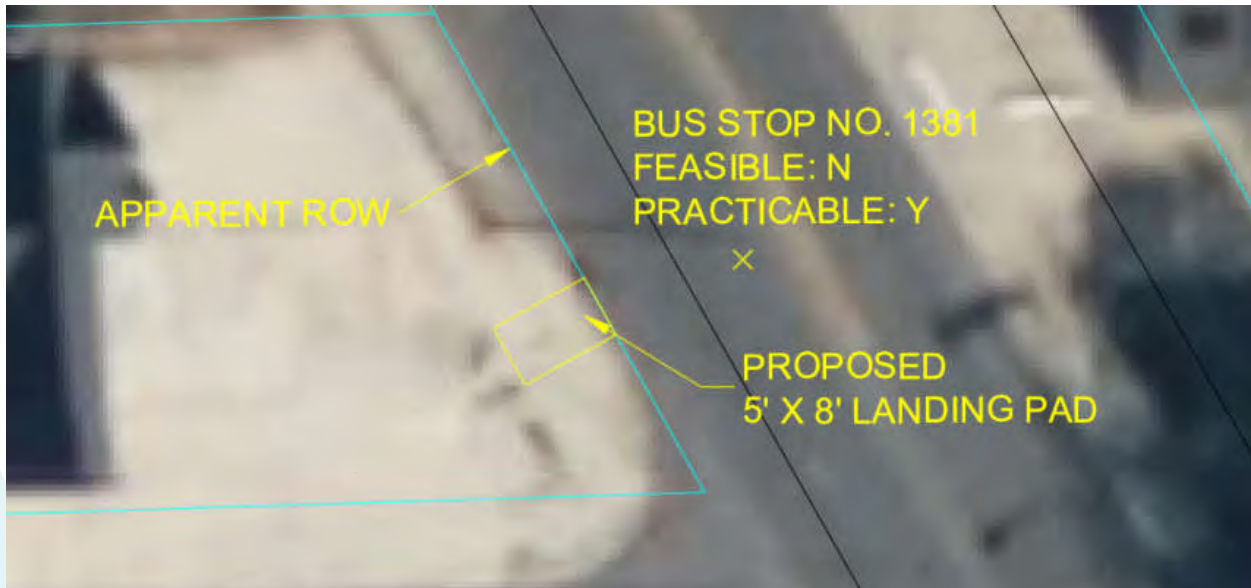 BUS STOP NO. 1381
FEASIBLE: N
PRACTICABLE: Y
APPARENT ROW
PROPOSED
5' X 8' LANDING PAD